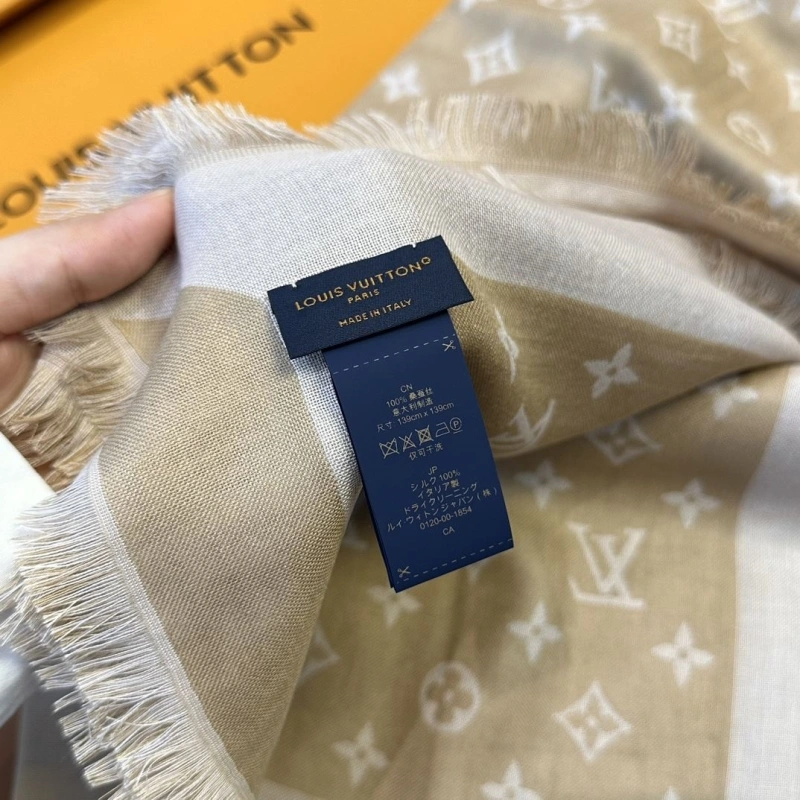 LOUIS VUITTON
LOUIS VUITTON
PARIS
MADE IN ITALY
CN
100% 桑蚕丝
意大利制造
尺寸 139cm x 139cm
仅可干洗
JP
シルク 100%
イタリア製
ドライクリーニング
ルイ・ヴィトン ジャパン (株)
0120-00-1854
CA